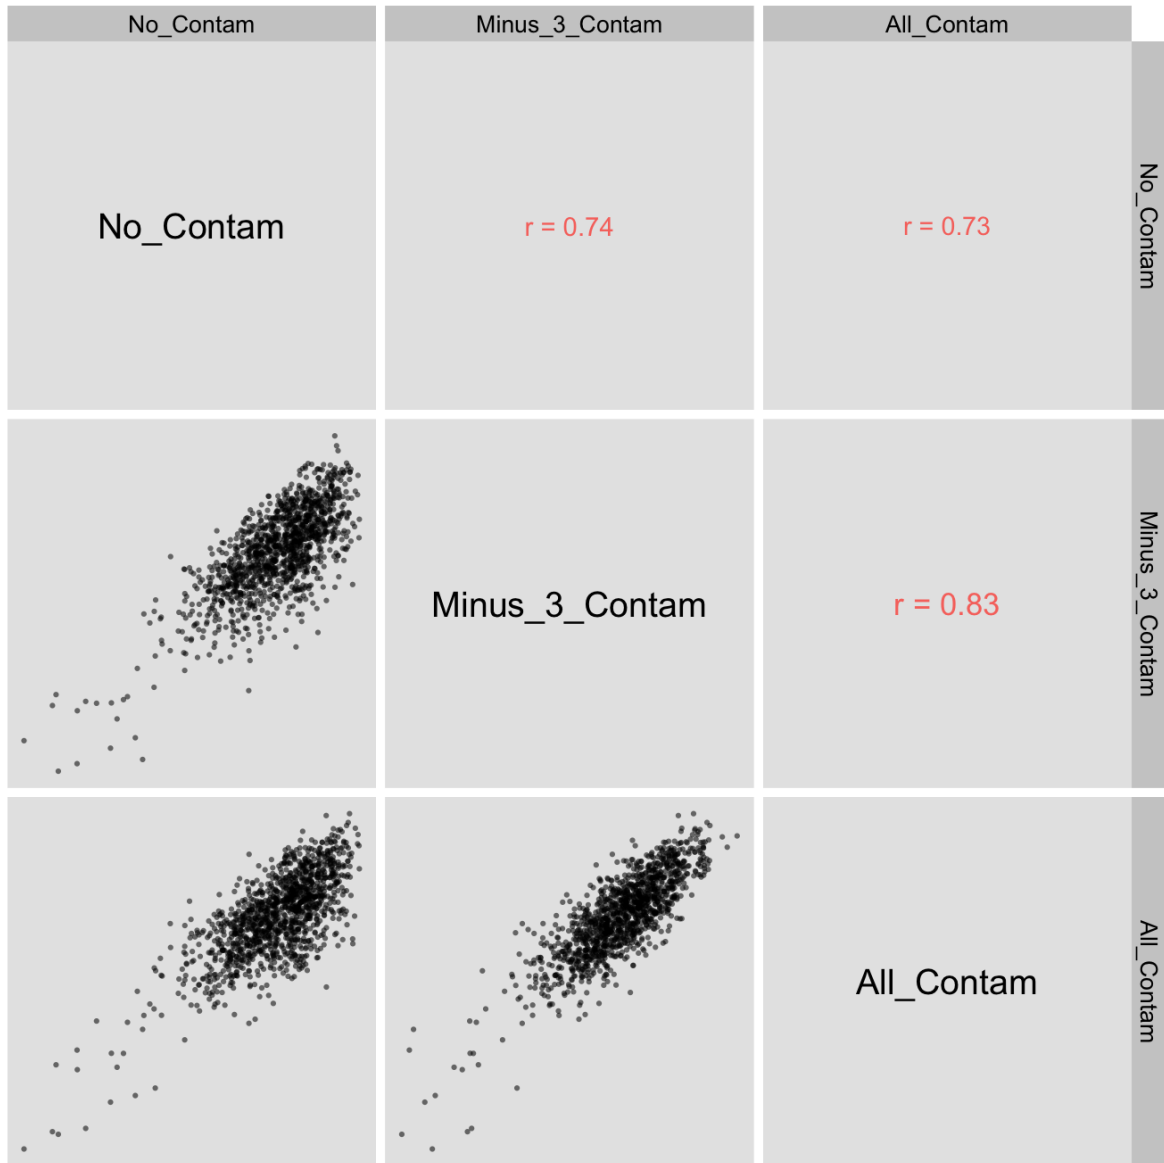 No_Contam
Minus_3_Contam
All_Contam
No_Contam
r = 0.74
r = 0.73
No_Contam
Minus_3_Contam
r = 0.83
Minus_3_Contam
All_Contam
All_Contam